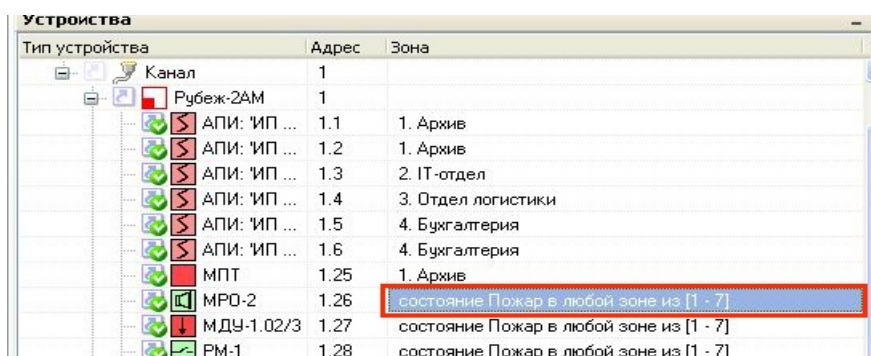 Устройства
Тип устройства Адрес Зона
Канал 1
Рубеж-2АМ 1
АПИ: 'ИП ... 1.1 1. Архив
АПИ: 'ИП ... 1.2 1. Архив
АПИ: 'ИП ... 1.3 2. IT-отдел
АПИ: 'ИП ... 1.4 3. Отдел логистики
АПИ: 'ИП ... 1.5 4. Бухгалтерия
АПИ: 'ИП ... 1.6 4. Бухгалтерия
МПТ 1.25 1. Архив
МРО-2 1.26 состояние Пожар в любой зоне из [1 - 7]
МДУ-1.02/3 1.27 состояние Пожар в любой зоне из [1 - 7]
РМ-1 1.28 состояние Пожар в любой зоне из [1 - 7]